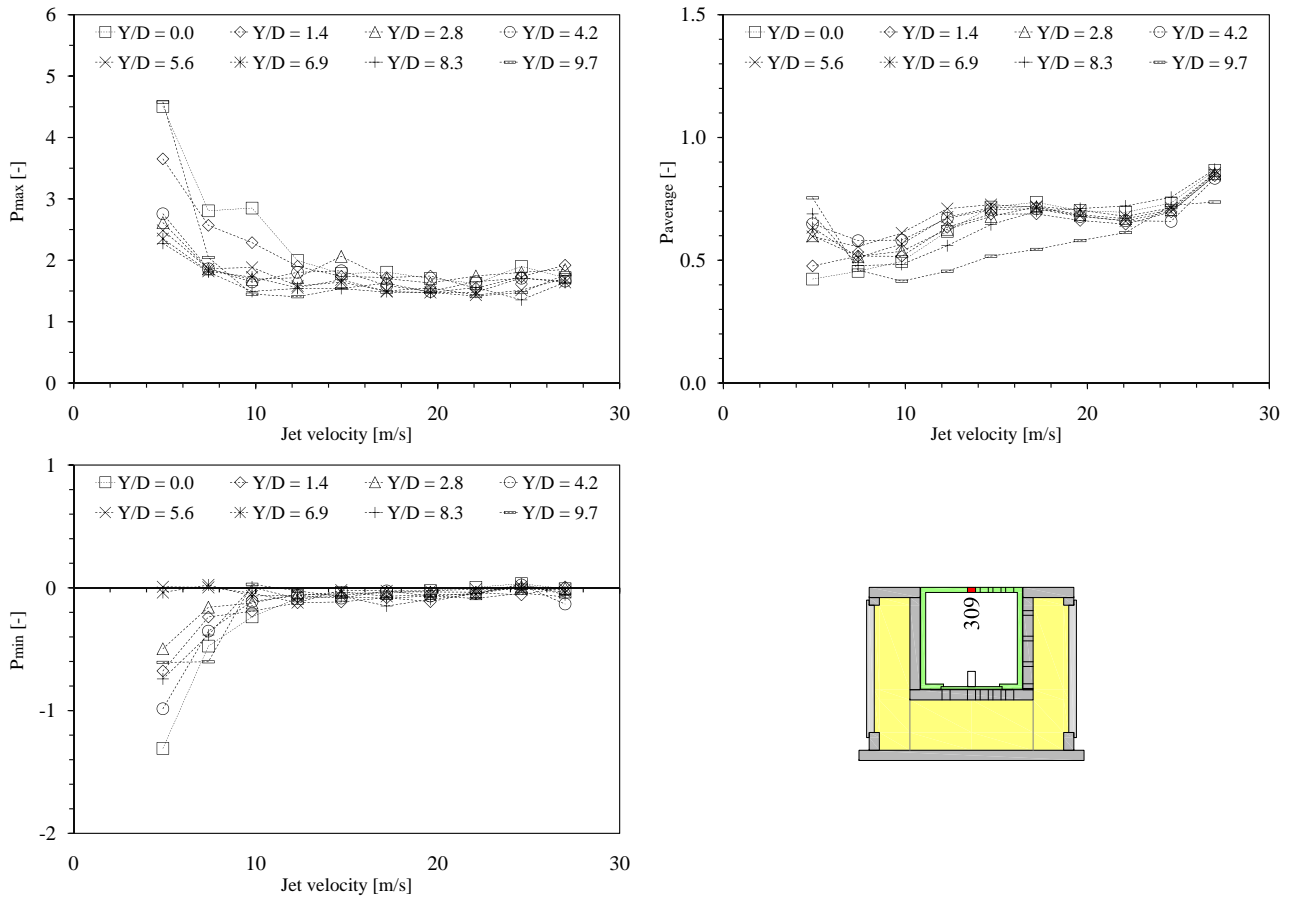 6
5
4
3
2
1
0
Pmax [-]
Y/D = 0.0 Y/D = 1.4 Y/D = 2.8 Y/D = 4.2
Y/D = 5.6 Y/D = 6.9 Y/D = 8.3 Y/D = 9.7
0 10 20 30
Jet velocity [m/s]
1.5
1.0
0.5
0.0
Paverage [-]
Y/D = 0.0 Y/D = 1.4 Y/D = 2.8 Y/D = 4.2
Y/D = 5.6 Y/D = 6.9 Y/D = 8.3 Y/D = 9.7
0 10 20 30
Jet velocity [m/s]
1
0
-1
-2
Pmin [-]
Y/D = 0.0 Y/D = 1.4 Y/D = 2.8 Y/D = 4.2
Y/D = 5.6 Y/D = 6.9 Y/D = 8.3 Y/D = 9.7
0 10 20 30
Jet velocity [m/s]
309